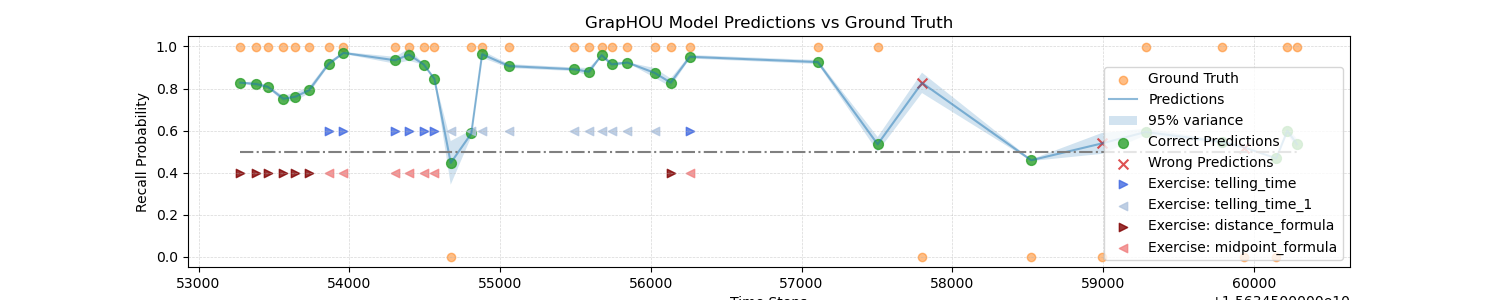 GrapHOU Model Predictions vs Ground Truth
Recall Probability
1.0
0.8
0.6
0.4
0.2
0.0
53000
54000
55000
56000
57000
58000
59000
60000
Time Steps
Ground Truth
Predictions
95% variance
Correct Predictions
Wrong Predictions
Exercise: telling_time
Exercise: telling_time_1
Exercise: distance_formula
Exercise: midpoint_formula